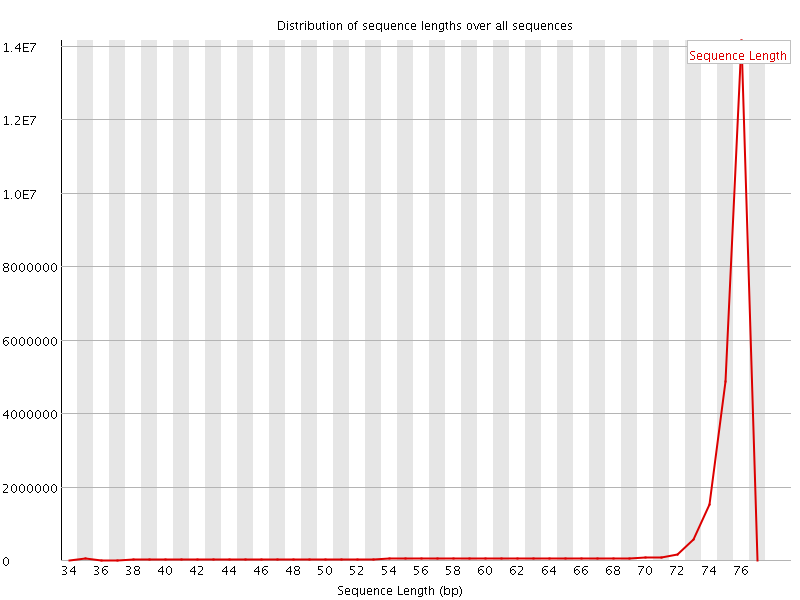 Distribution of sequence lengths over all sequences
1.4E7
Sequence Length
1.2E7
1.0E7
8000000
6000000
4000000
2000000
0
34 36 38 40 42 44 46 48 50 52 54 56 58 60 62 64 66 68 70 72 74 76
Sequence Length (bp)